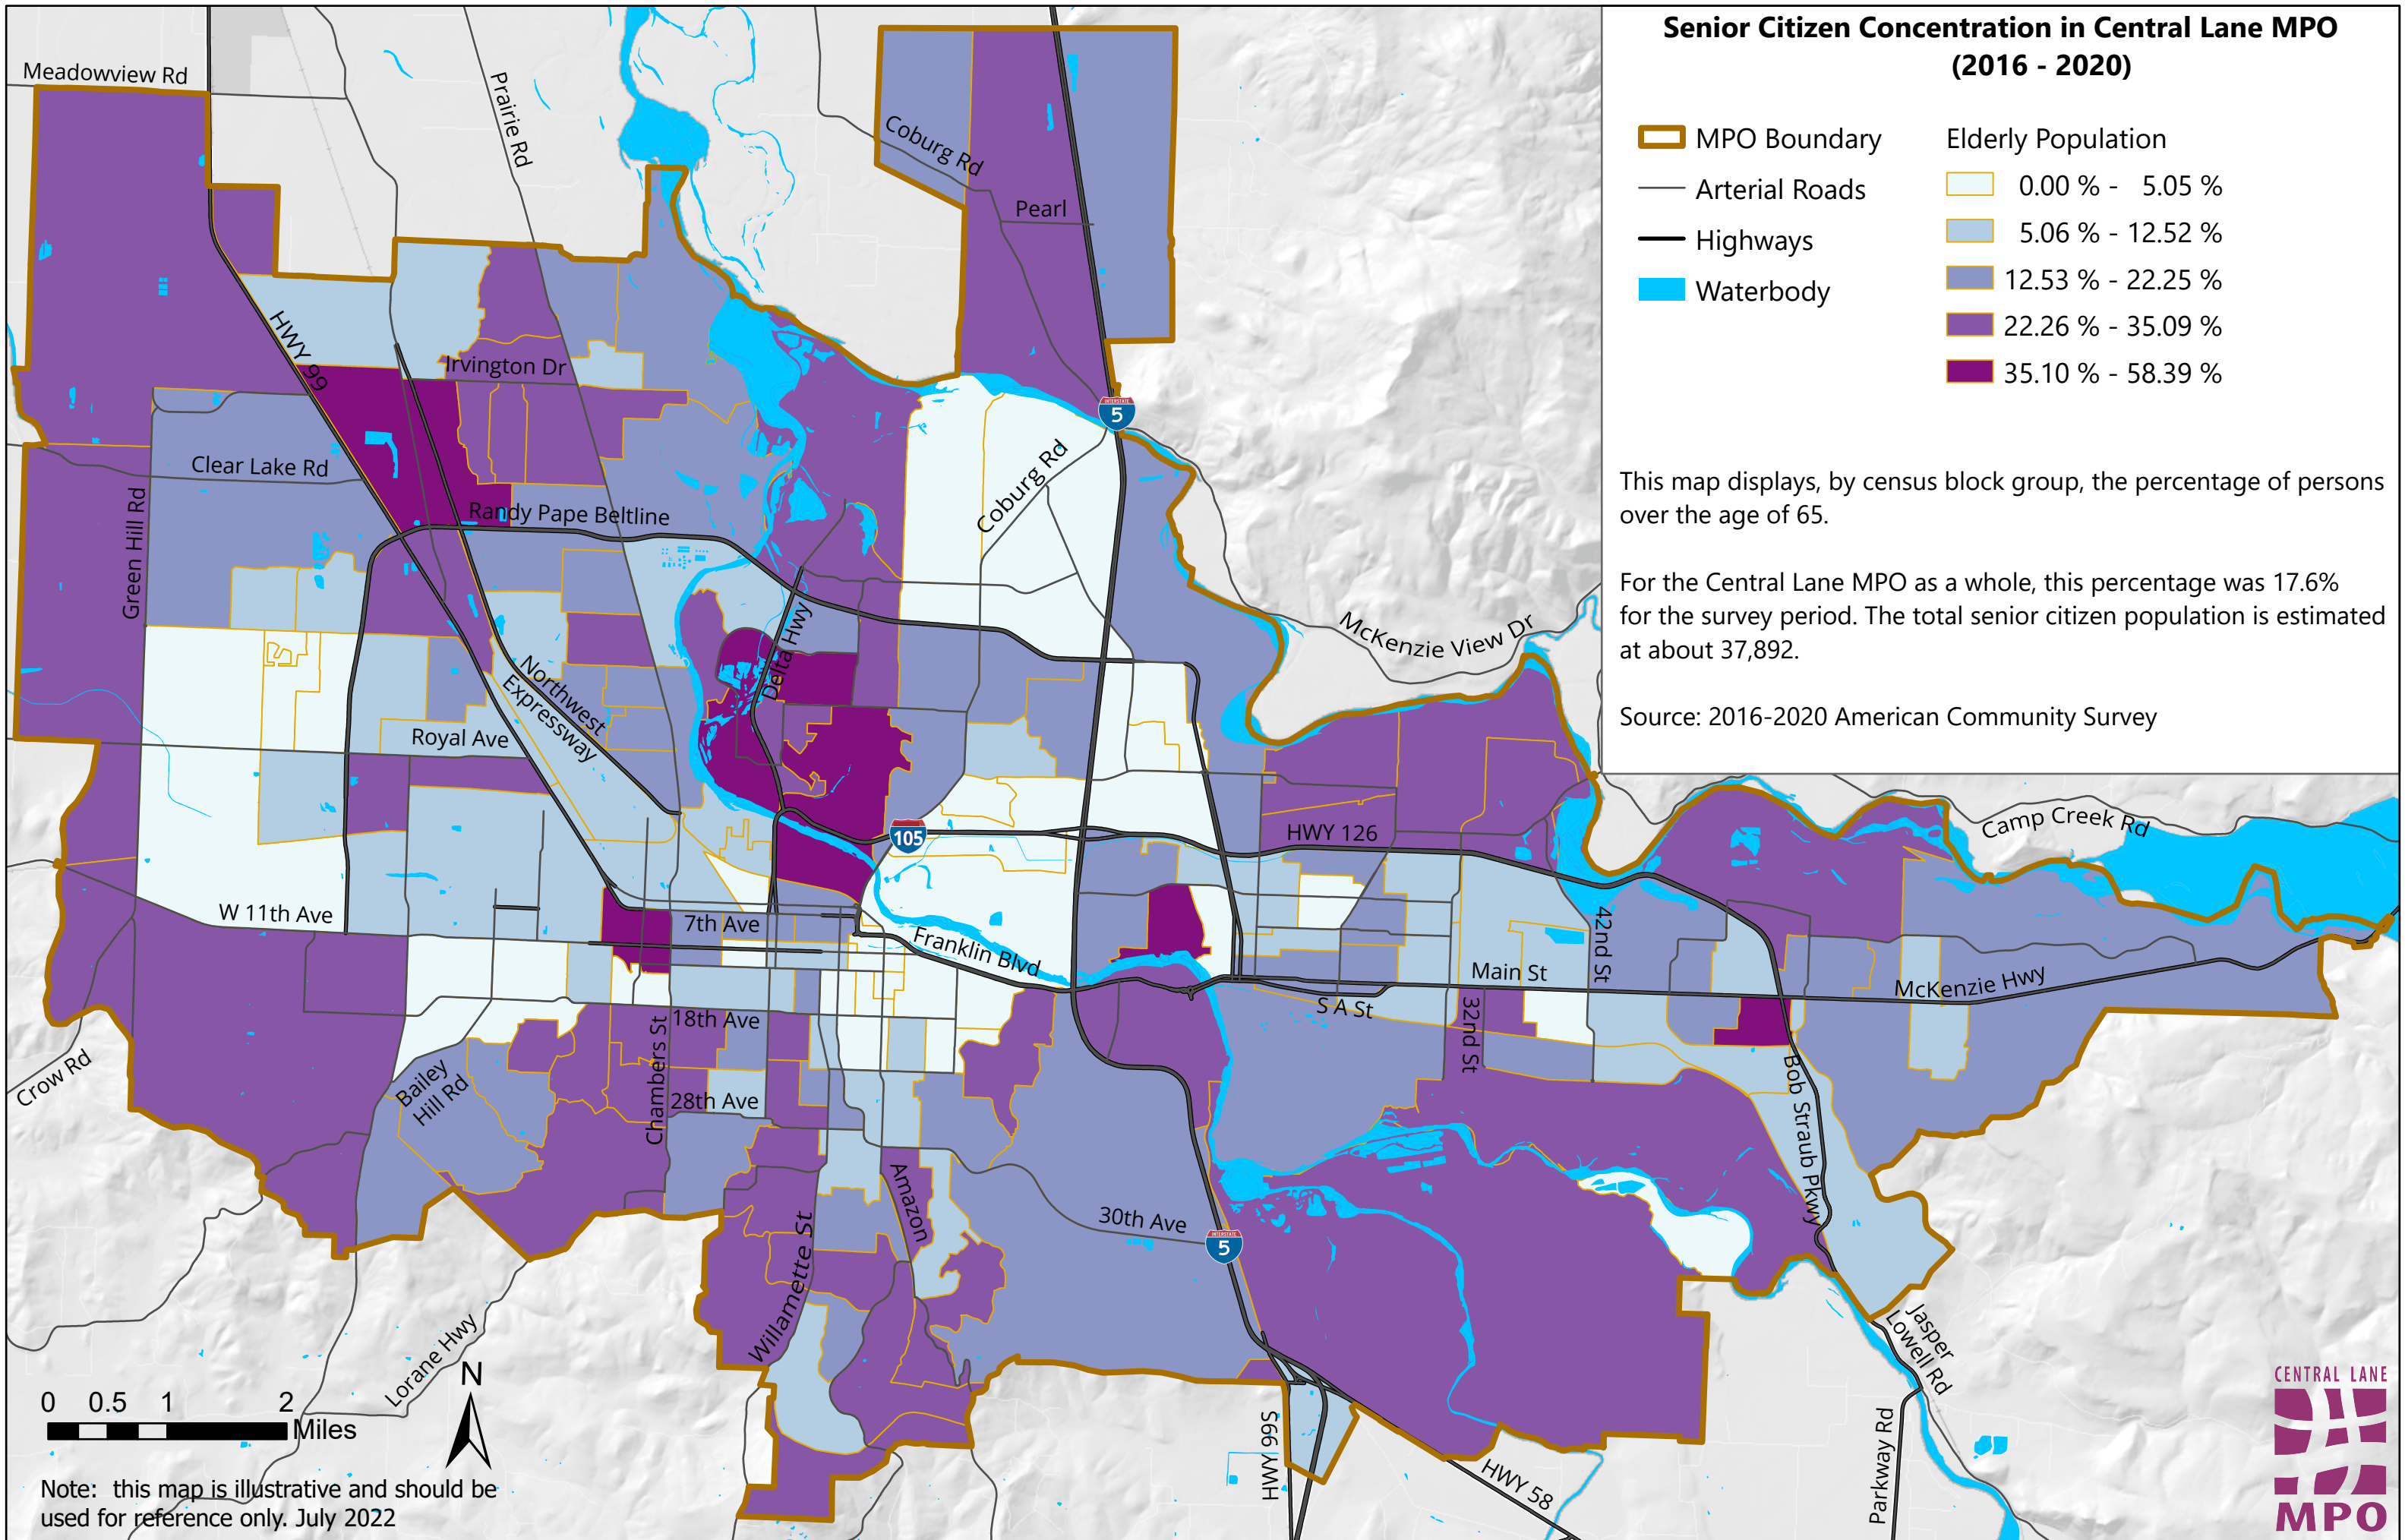 Senior Citizen Concentration in Central Lane MPO
(2016 - 2020)
MPO Boundary
Arterial Roads
Highways
Waterbody
Elderly Population
0.00 % - 5.05 %
5.06 % - 12.52 %
12.53 % - 22.25 %
22.26 % - 35.09 %
35.10 % - 58.39 %
This map displays, by census block group, the percentage of persons
over the age of 65.
For the Central Lane MPO as a whole, this percentage was 17.6%
for the survey period. The total senior citizen population is estimated
at about 37,892.
Source: 2016-2020 American Community Survey
Meadowview Rd
Prairie Rd
Coburg Rd
Pearl
HWY 99
Irvington Dr
INTERSTATE
5
Clear Lake Rd
Coburg Rd
Green Hill Rd
Randy Pape Beltline
Delta Hwy
McKenzie View Dr
Northwest
Expressway
Royal Ave
Camp Creek Rd
INTERSTATE
105
HWY 126
W 11th Ave
7th Ave
Franklin Blvd
42nd St
Main St
McKenzie Hwy
S A St
32nd St
18th Ave
Chambers St
Crow Rd
Bailey
Hill Rd
28th Ave
Bob Straub Pkwy
Amazon
30th Ave
INTERSTATE
5
Willamette St
Lorane Hwy
Jasper
Lowell Rd
Parkway Rd
HWY 99S
HWY 58
0 0.5 1 2
Miles
N
Note: this map is illustrative and should be
used for reference only. July 2022
CENTRAL LANE
MPO